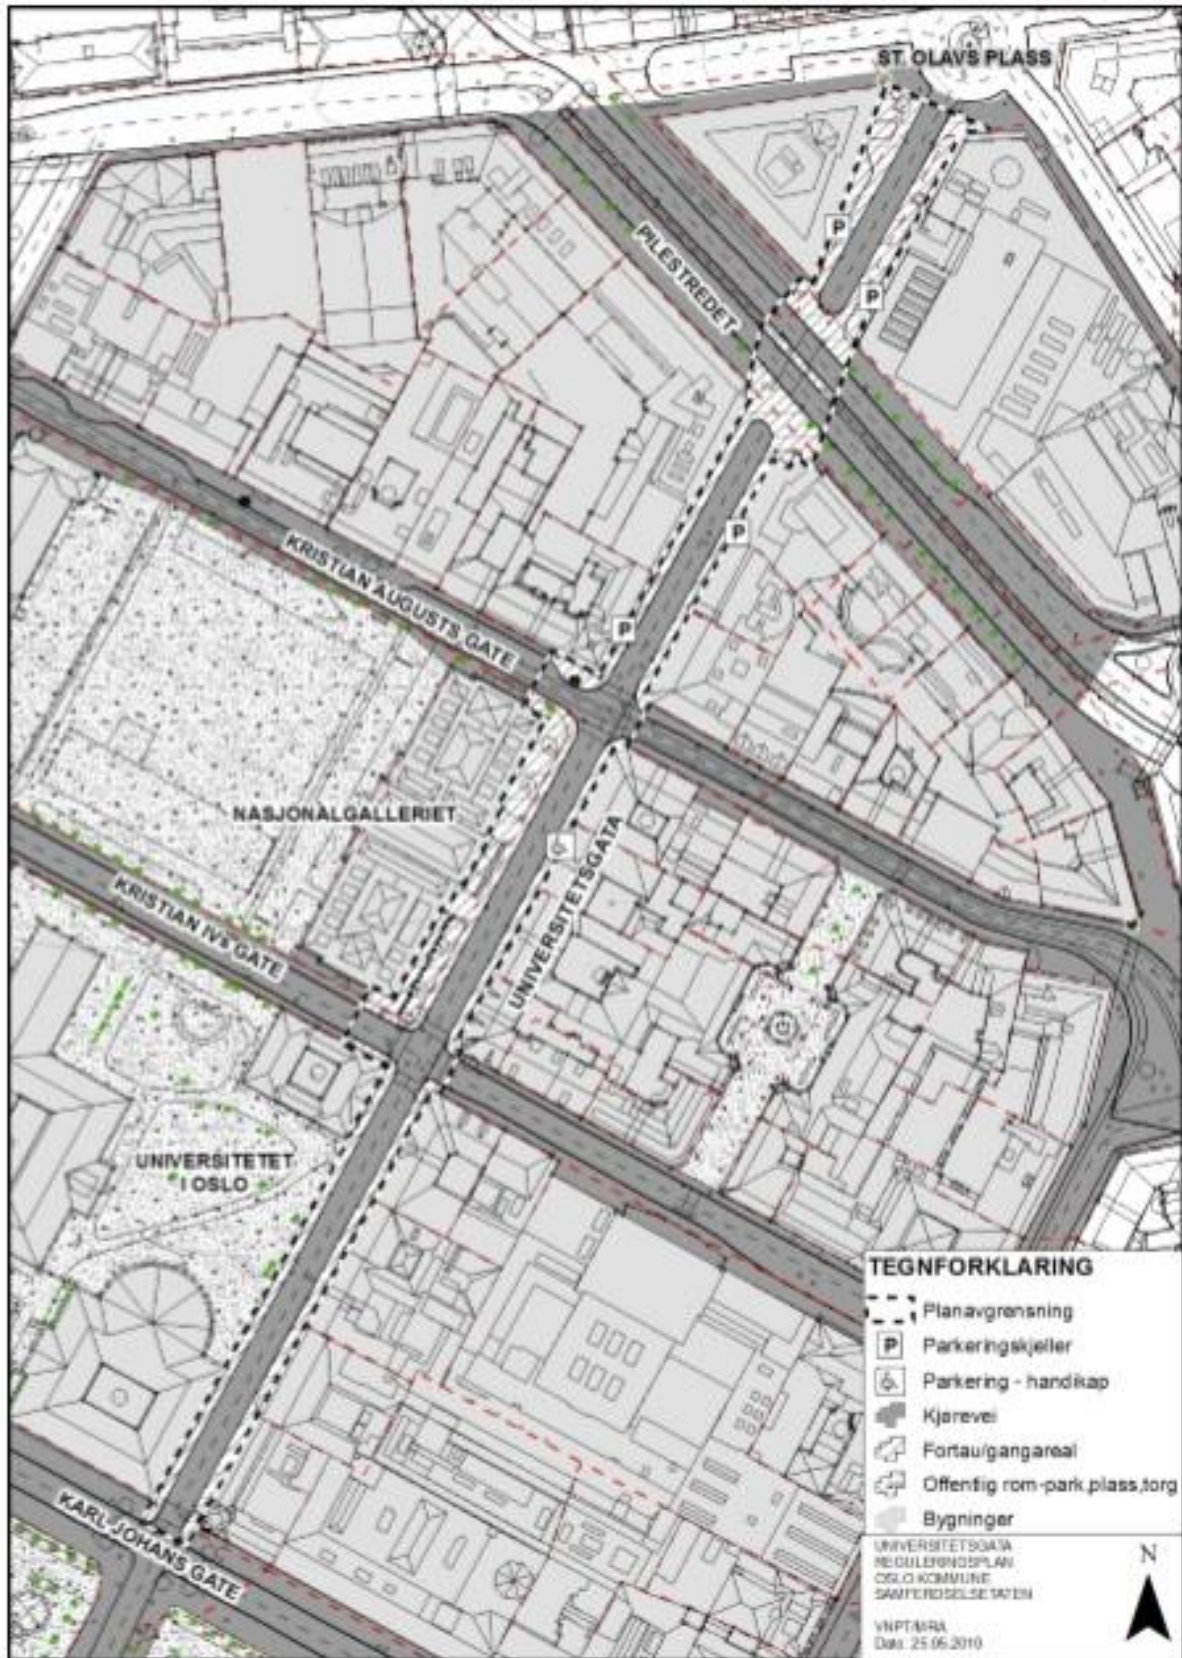 ST. OLAVS PLASS
P
P
PILESTREDET
P
KRISTIAN AUGUSTS GATE
P
NASJONALGALLERIET
UNIVERSITETSGATA
KRISTIAN IVs GATE
UNIVERSITETET
I OSLO
KARL JOHANS GATE
TEGNFORKLARING
Planavgrensning
P Parkeringskjeller
Parkering - handikap
Kjørevei
Fortau/gangareal
Offentlig rom-park,plass,torg
Bygninger
UNIVERSITETSGATA
REGULERINGSPLAN
OSLO KOMMUNE
SAMFERDSELSETATEN
N
Dato: 25.05.2010